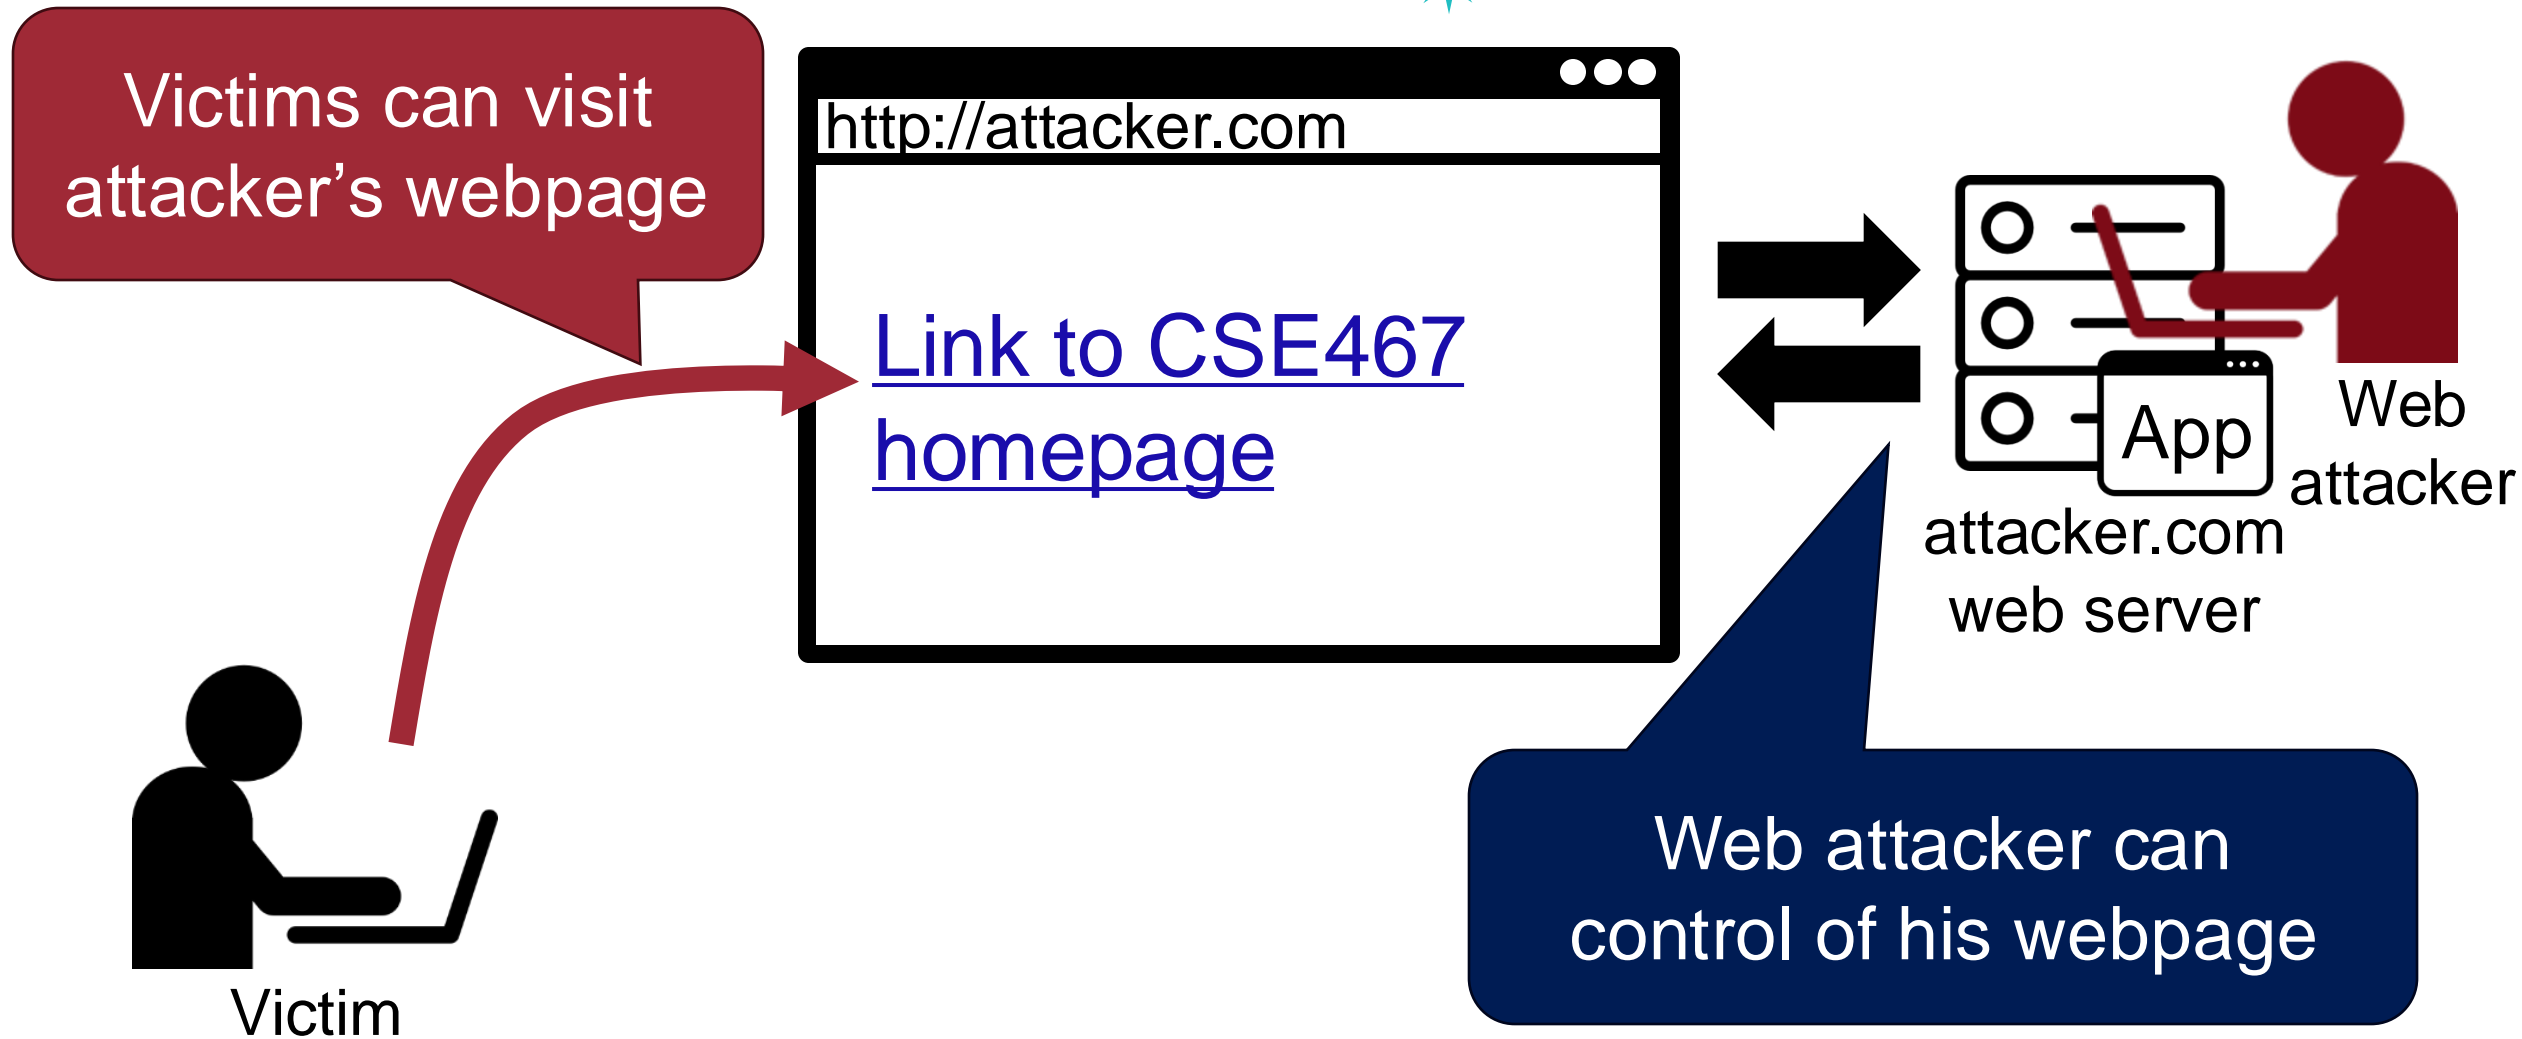 Victims can visit
attacker’s webpage
http://attacker.com
Link to CSE467
homepage
App
Web
attacker
attacker.com
web server
Web attacker can
control of his webpage
Victim